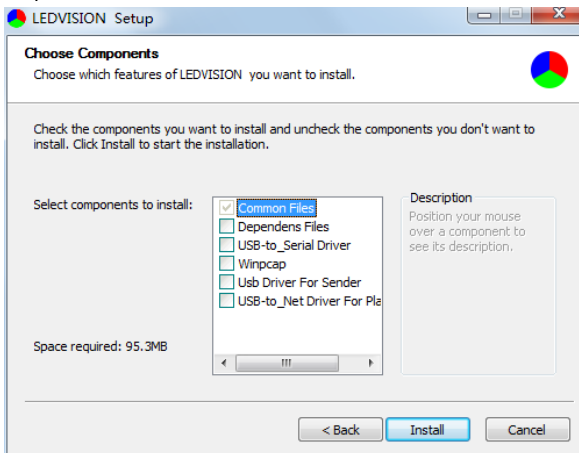 LEDVISION Setup
Choose Components
Choose which features of LEDVISION you want to install.
Check the components you want to install and uncheck the components you don't want to
install. Click Install to start the installation.
Select components to install:
Common Files
Dependens Files
USB-to_Serial Driver
Winpcap
Usb Driver For Sender
USB-to_Net Driver For Pla
Description
Position your mouse
over a component to
see its description.
Space required: 95.3MB
< Back
Install
Cancel